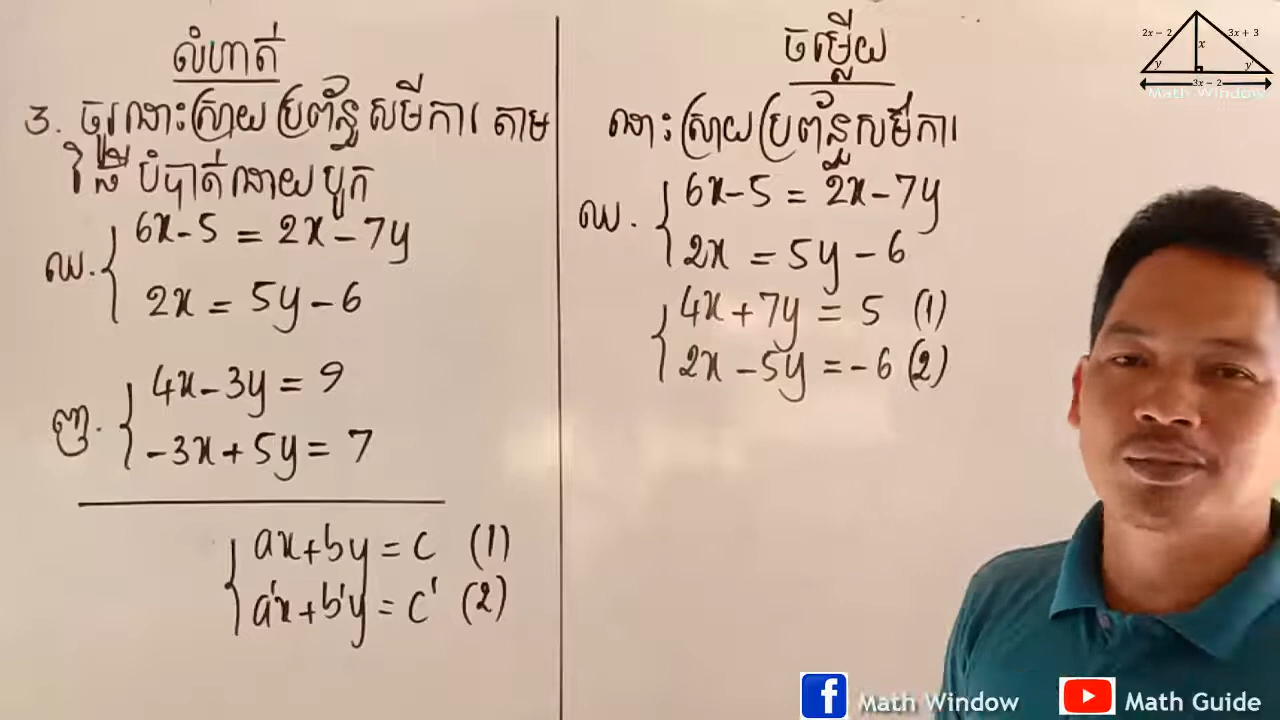 លំហាត់
3. ចូរដោះស្រាយប្រព័ន្ធសមីការ តាម
វិធីបំបាត់ដោយបូក
ឈ. 6x-5 = 2x-7y
2x = 5y-6
ញ. 4x-3y = 9
-3x+5y = 7
ax+by = c (1)
a'x+b'y = c' (2)
ចម្លើយ
ដោះស្រាយប្រព័ន្ធសមីការ
ឈ. 6x-5 = 2x-7y
2x = 5y-6
4x+7y = 5 (1)
2x-5y = -6 (2)
2x-2 x 3x+3
y y'
3x-2
Math Window
Math Window Math Guide